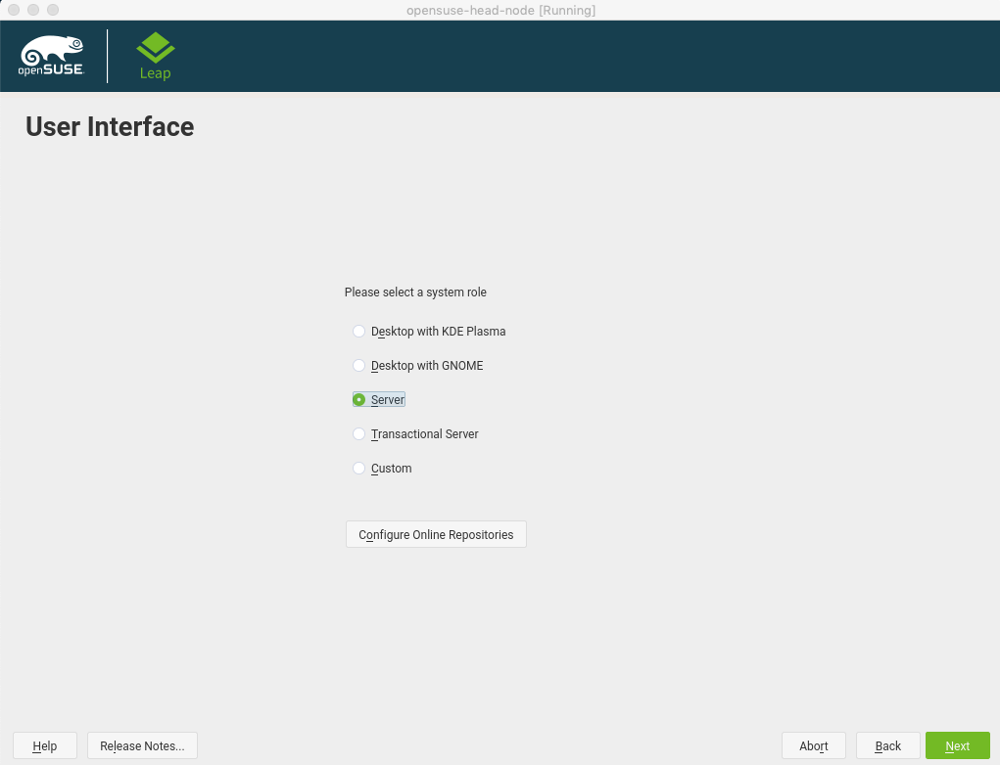 opensuse-head-node [Running]
openSUSE
Leap
User Interface
Please select a system role
Desktop with KDE Plasma
Desktop with GNOME
Server
Transactional Server
Custom
Configure Online Repositories
Help Release Notes... Abort Back Next